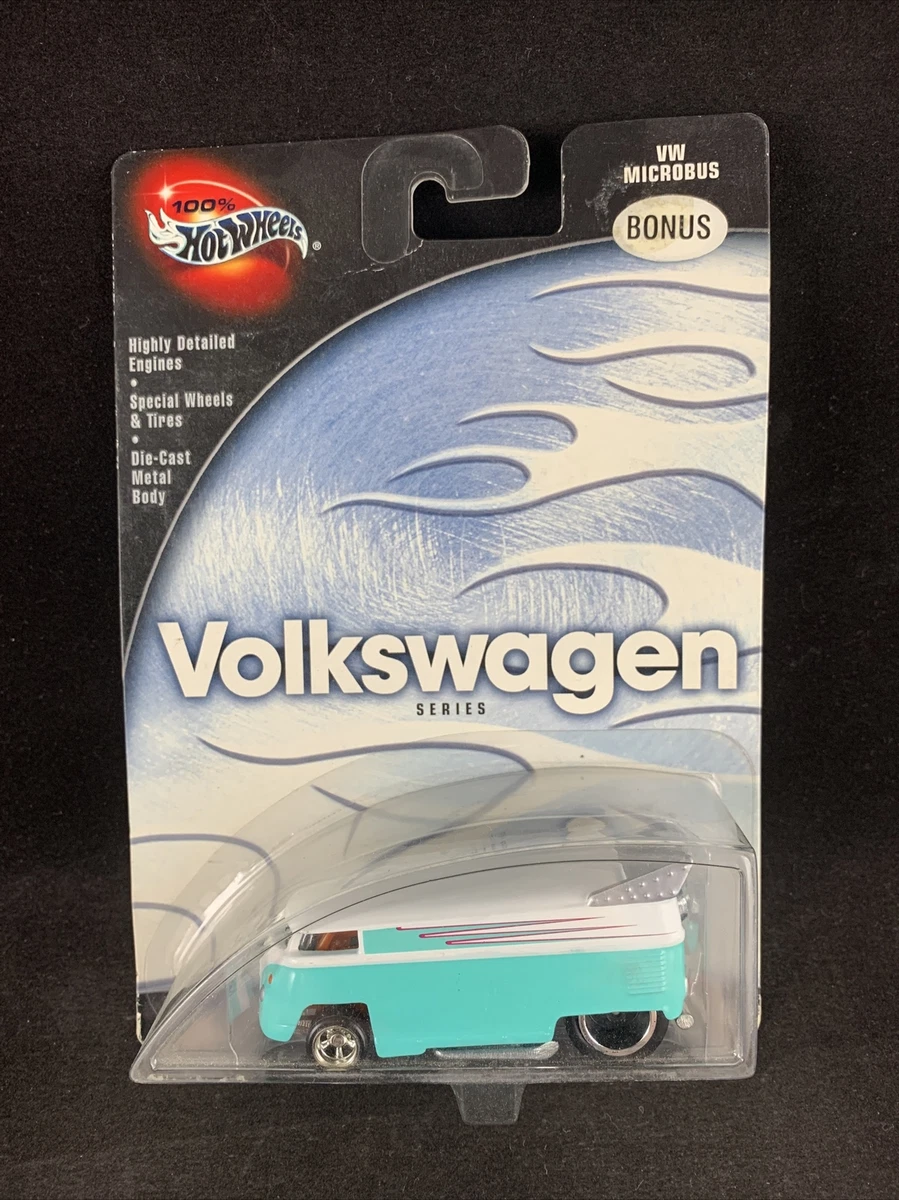 100%
Hot Wheels®
VW
MICROBUS
BONUS
Highly Detailed
Engines
•
Special Wheels
& Tires
•
Die-Cast
Metal
Body
Volkswagen
SERIES